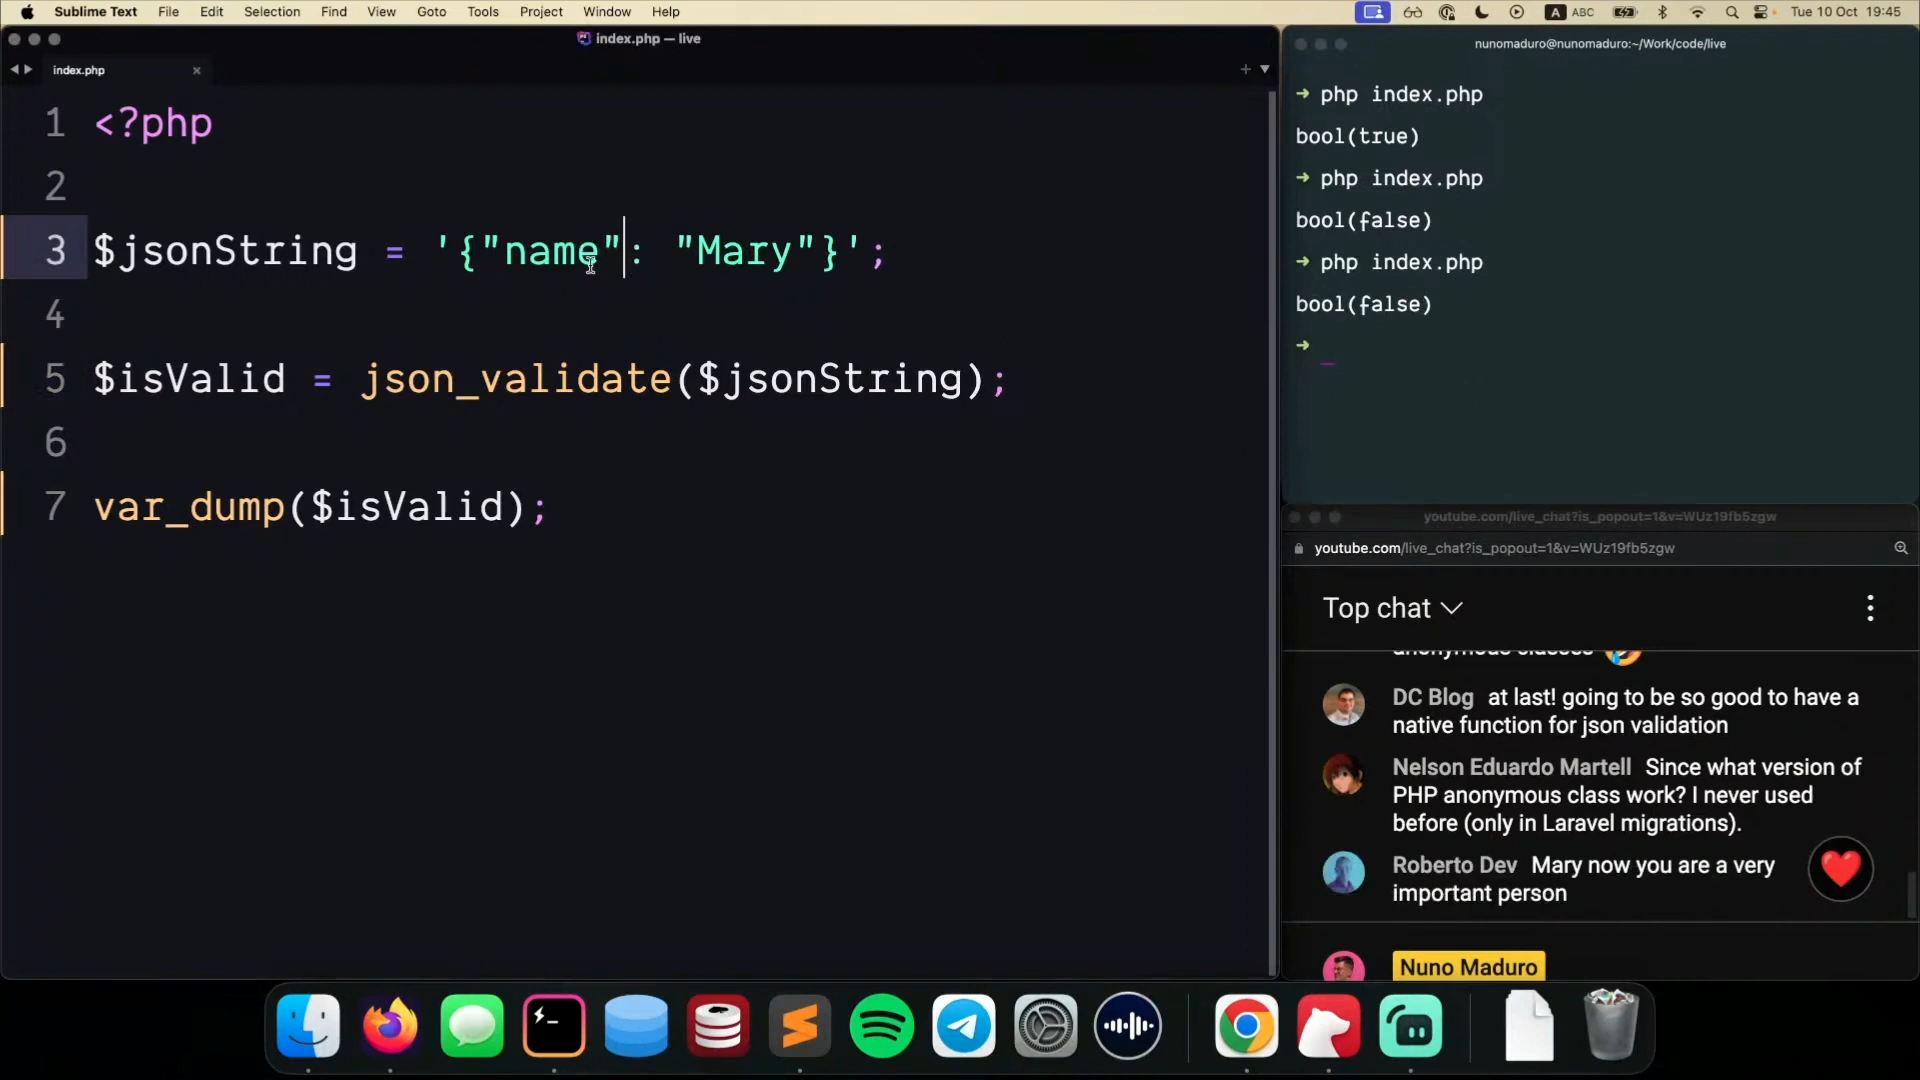 Sublime Text File Edit Selection Find View Goto Tools Project Window Help
A ABC Tue 10 Oct 19:45
index.php — live
index.php
1 <?php
2
3 $jsonString = '{"name": "Mary"}';
4
5 $isValid = json_validate($jsonString);
6
7 var_dump($isValid);
nunomaduro@nunomaduro:~/Work/code/live
➜ php index.php
bool(true)
➜ php index.php
bool(false)
➜ php index.php
bool(false)
➜
youtube.com/live_chat?is_popout=1&v=WUz19fb5zgw
youtube.com/live_chat?is_popout=1&v=WUz19fb5zgw
Top chat
anonymous classes
DC Blog at last! going to be so good to have a
native function for json validation
Nelson Eduardo Martell Since what version of
PHP anonymous class work? I never used
before (only in Laravel migrations).
Roberto Dev Mary now you are a very
important person
Nuno Maduro